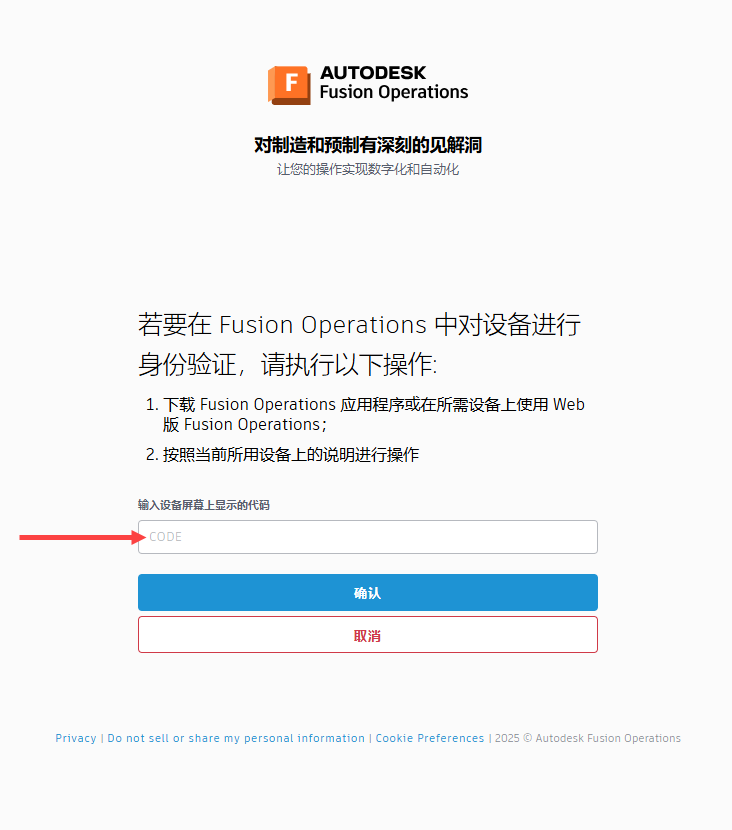 F
AUTODESK
Fusion Operations
对制造和预制有深刻的见解洞
让您的操作实现数字化和自动化
若要在 Fusion Operations 中对设备进行
身份验证，请执行以下操作:
1. 下载 Fusion Operations 应用程序或在所需设备上使用 Web
版 Fusion Operations；
2. 按照当前所用设备上的说明进行操作
输入设备屏幕上显示的代码
CODE
确认
取消
Privacy | Do not sell or share my personal information | Cookie Preferences | 2025 © Autodesk Fusion Operations